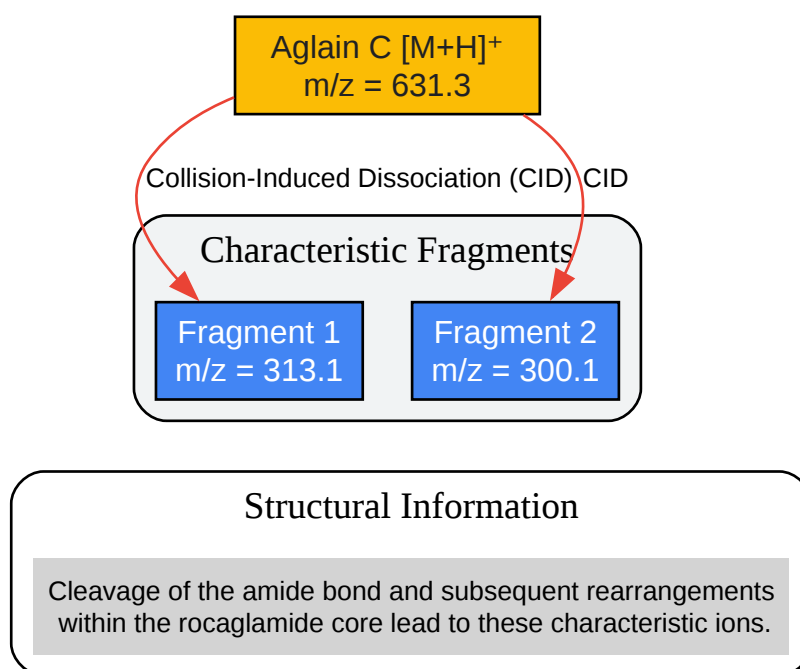 Aglain C [M+H]⁺
m/z = 631.3
Collision-Induced Dissociation (CID) CID
Characteristic Fragments
Fragment 1
m/z = 313.1
Fragment 2
m/z = 300.1
Structural Information
Cleavage of the amide bond and subsequent rearrangements
within the rocaglamide core lead to these characteristic ions.